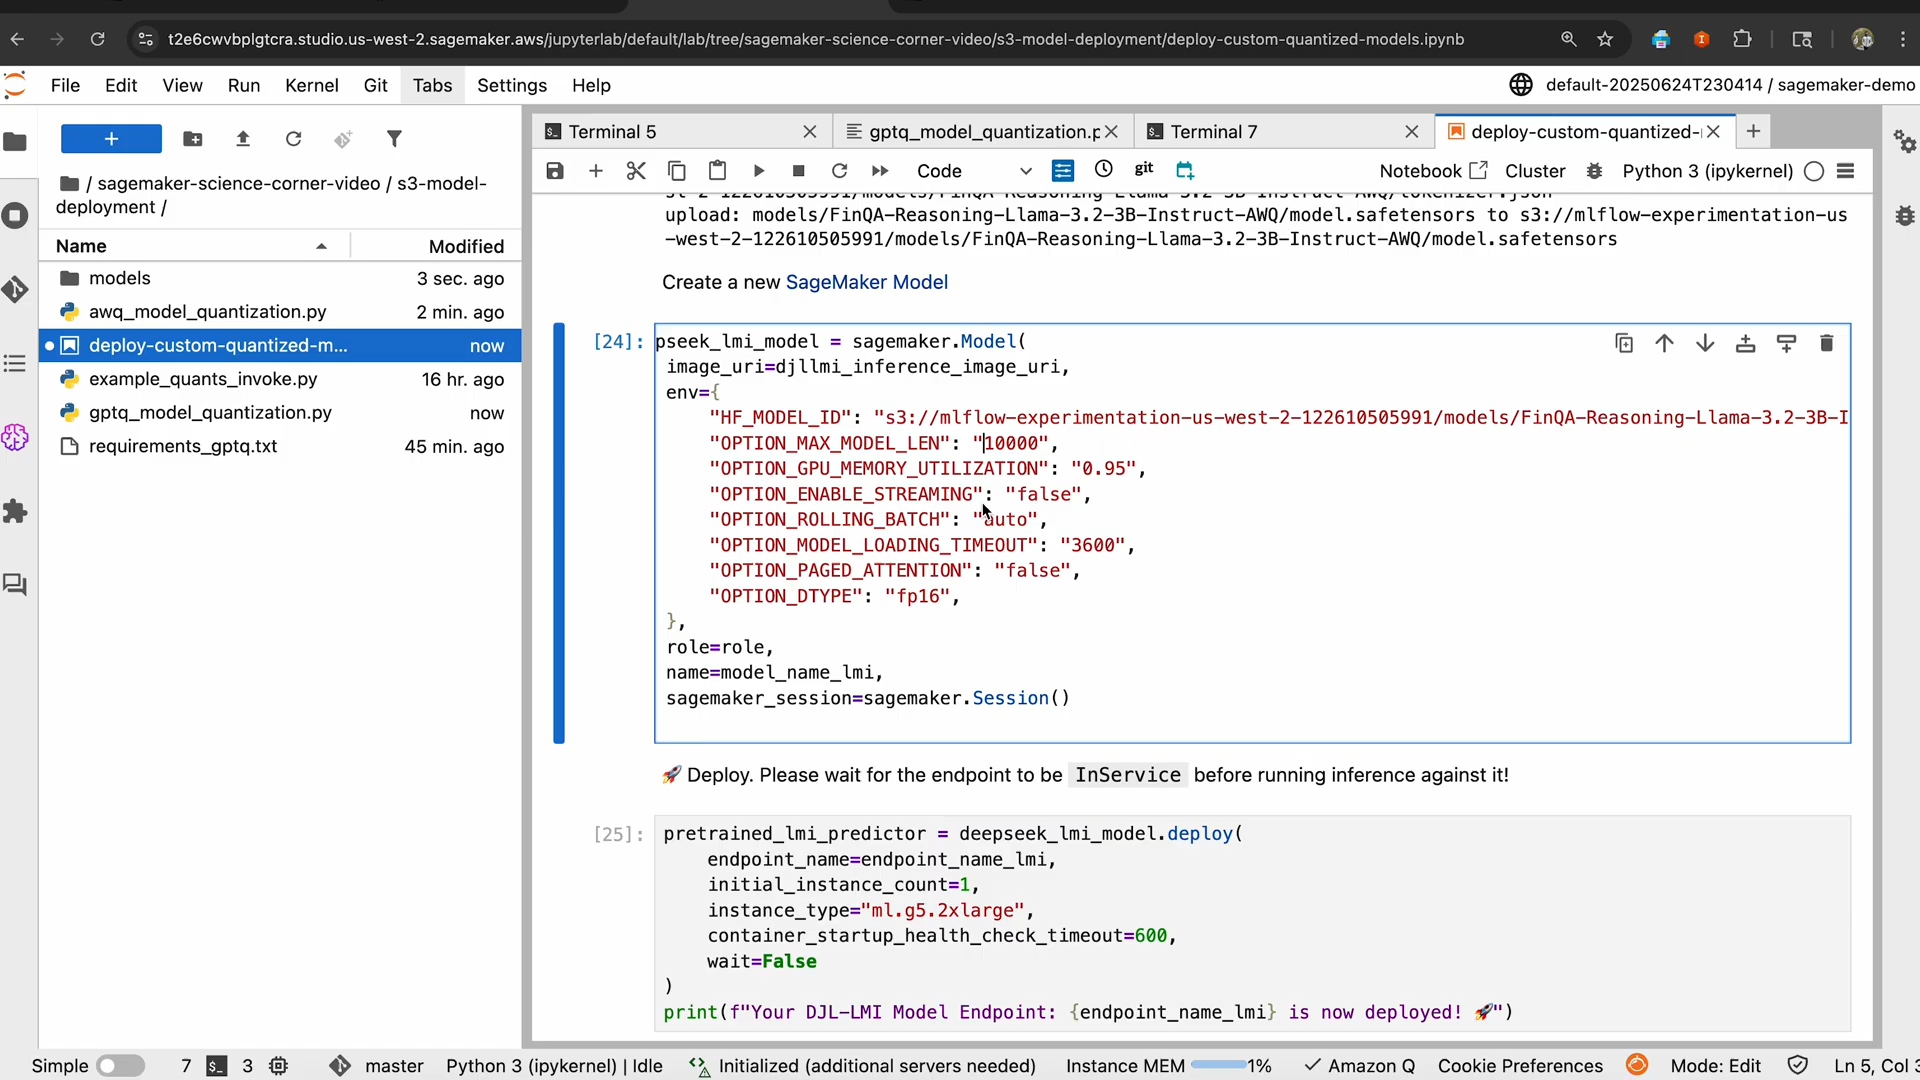 t2e6cwvbplgtcra.studio.us-west-2.sagemaker.aws/jupyterlab/default/lab/tree/sagemaker-science-corner-video/s3-model-deployment/deploy-custom-quantized-models.ipynb
File Edit View Run Kernel Git Tabs Settings Help
default-20250624T230414 / sagemaker-demo
/ sagemaker-science-corner-video / s3-model-
deployment /
Name Modified
models 3 sec. ago
awq_model_quantization.py 2 min. ago
deploy-custom-quantized-m... now
example_quants_invoke.py 16 hr. ago
gptq_model_quantization.py now
requirements_gptq.txt 45 min. ago
Terminal 5
gptq_model_quantization.p
Terminal 7
deploy-custom-quantized-
Code
git
Notebook
Cluster
Python 3 (ipykernel)
upload: models/FinQA-Reasoning-Llama-3.2-3B-Instruct-AWQ/model.safetensors to s3://mlflow-experimentation-us
-west-2-122610505991/models/FinQA-Reasoning-Llama-3.2-3B-Instruct-AWQ/model.safetensors
Create a new SageMaker Model
[24]:
pseek_lmi_model = sagemaker.Model(
image_uri=djllmi_inference_image_uri,
env={
"HF_MODEL_ID": "s3://mlflow-experimentation-us-west-2-122610505991/models/FinQA-Reasoning-Llama-3.2-3B-I
"OPTION_MAX_MODEL_LEN": "10000",
"OPTION_GPU_MEMORY_UTILIZATION": "0.95",
"OPTION_ENABLE_STREAMING": "false",
"OPTION_ROLLING_BATCH": "auto",
"OPTION_MODEL_LOADING_TIMEOUT": "3600",
"OPTION_PAGED_ATTENTION": "false",
"OPTION_DTYPE": "fp16",
},
role=role,
name=model_name_lmi,
sagemaker_session=sagemaker.Session()
🚀 Deploy. Please wait for the endpoint to be InService before running inference against it!
[25]:
pretrained_lmi_predictor = deepseek_lmi_model.deploy(
endpoint_name=endpoint_name_lmi,
initial_instance_count=1,
instance_type="ml.g5.2xlarge",
container_startup_health_check_timeout=600,
wait=False
)
print(f"Your DJL-LMI Model Endpoint: {endpoint_name_lmi} is now deployed! 🚀")
Simple 7 3 master Python 3 (ipykernel) | Idle Initialized (additional servers needed) Instance MEM 1% Amazon Q Cookie Preferences Mode: Edit Ln 5, Col